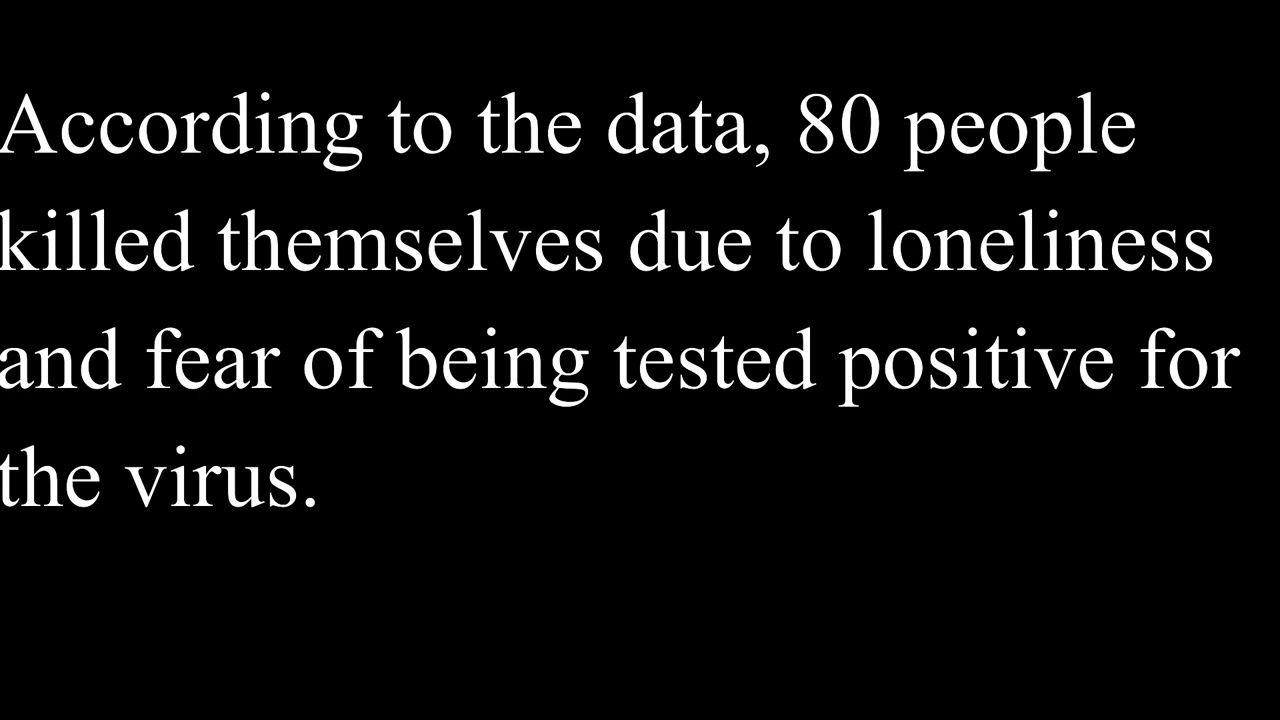 According to the data, 80 people
killed themselves due to loneliness
and fear of being tested positive for
the virus.